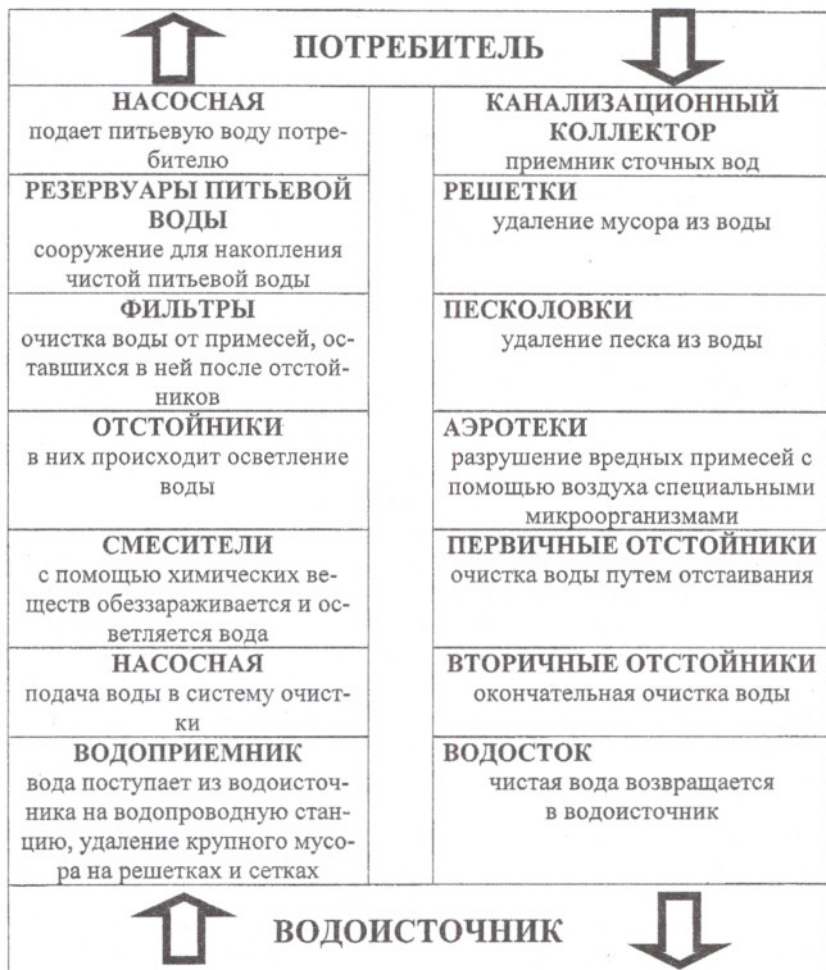 ПОТРЕБИТЕЛЬ
НАСОСНАЯ
подает питьевую воду потре-
бителю
РЕЗЕРВУАРЫ ПИТЬЕВОЙ
ВОДЫ
сооружение для накопления
чистой питьевой воды
ФИЛЬТРЫ
очистка воды от примесей, ос-
тавшихся в ней после отстой-
ников
ОТСТОЙНИКИ
в них происходит осветление
воды
СМЕСИТЕЛИ
с помощью химических ве-
ществ обеззараживается и ос-
ветляется вода
НАСОСНАЯ
подача воды в систему очист-
ки
ВОДОПРИЕМНИК
вода поступает из водоисточ-
ника на водопроводную стан-
цию, удаление крупного мусо-
ра на решетках и сетках
КАНАЛИЗАЦИОННЫЙ
КОЛЛЕКТОР
приемник сточных вод
РЕШЕТКИ
удаление мусора из воды
ПЕСКОЛОВКИ
удаление песка из воды
АЭРОТЕКИ
разрушение вредных примесей с
помощью воздуха специальными
микроорганизмами
ПЕРВИЧНЫЕ ОТСТОЙНИКИ
очистка воды путем отстаивания
ВТОРИЧНЫЕ ОТСТОЙНИКИ
окончательная очистка воды
ВОДОСТОК
чистая вода возвращается
в водоисточник
ВОДОИСТОЧНИК